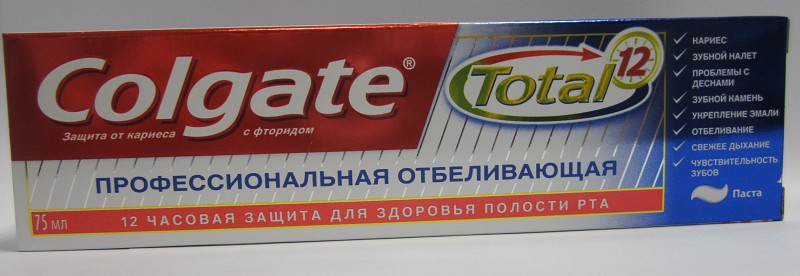 Colgate®
Защита от кариеса с фторидом
Total 12
ПРОФЕССИОНАЛЬНАЯ ОТБЕЛИВАЮЩАЯ
75 МЛ
12 ЧАСОВАЯ ЗАЩИТА ДЛЯ ЗДОРОВЬЯ ПОЛОСТИ РТА
КАРИЕС
ЗУБНОЙ НАЛЕТ
ПРОБЛЕМЫ С
ДЕСНАМИ
ЗУБНОЙ КАМЕНЬ
УКРЕПЛЕНИЕ ЭМАЛИ
ОТБЕЛИВАНИЕ
СВЕЖЕЕ ДЫХАНИЕ
ЧУВСТВИТЕЛЬНОСТЬ
ЗУБОВ
Паста